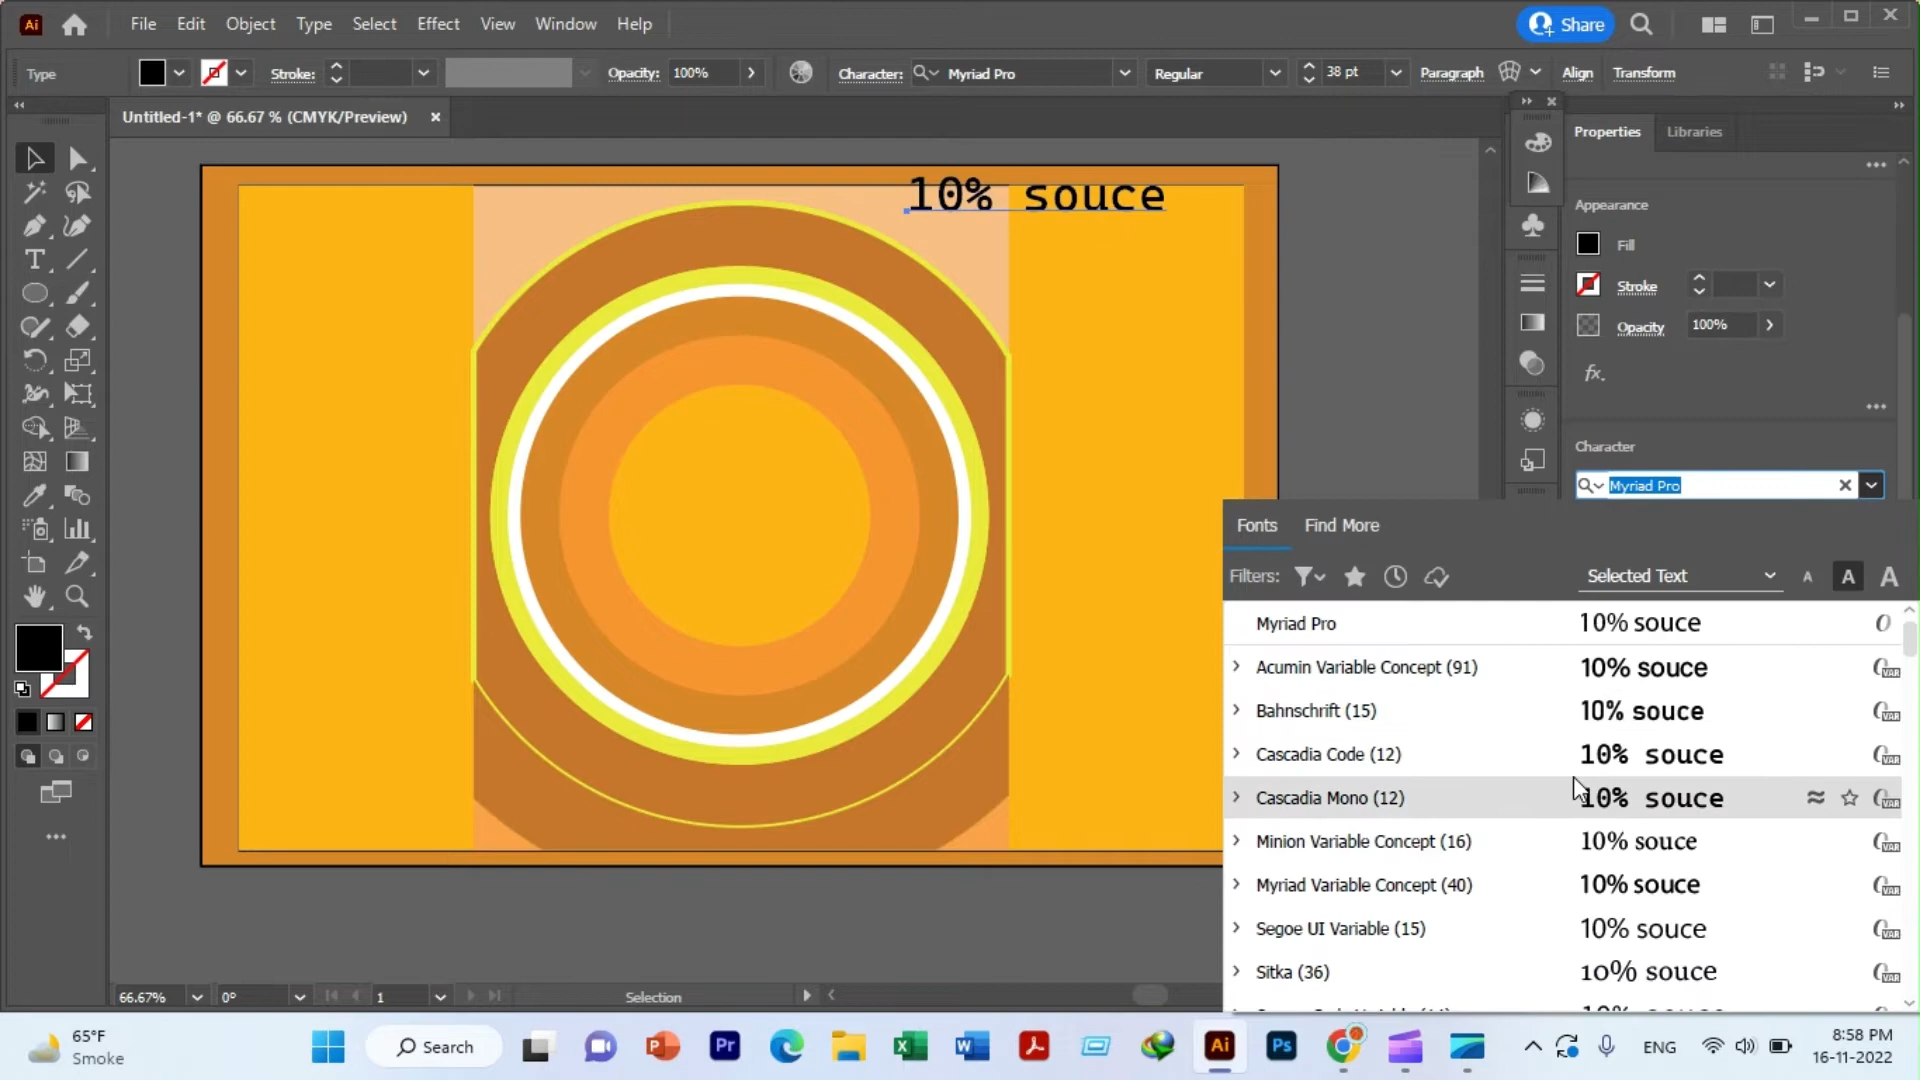 Ai File Edit Object Type Select Effect View Window Help Share
Type Stroke: Opacity: 100% Character: Myriad Pro Regular 38 pt Paragraph Align Transform
Untitled-1* @ 66.67 % (CMYK/Preview)
Properties Libraries
10% souce
Appearance
Fill
Stroke
Opacity 100%
fx.
Character
Myriad Pro
Fonts Find More
Filters: Selected Text A A A
Myriad Pro 10% souce
Acumin Variable Concept (91) 10% souce
Bahnschrift (15) 10% souce
Cascadia Code (12) 10% souce
Cascadia Mono (12) 10% souce
Minion Variable Concept (16) 10% souce
Myriad Variable Concept (40) 10% souce
Segoe UI Variable (15) 10% souce
Sitka (36) 10% souce
66.67% 0° 1 Selection
65°F
Smoke
Search
Pr
Ai
Ps
ENG
8:58 PM
16-11-2022